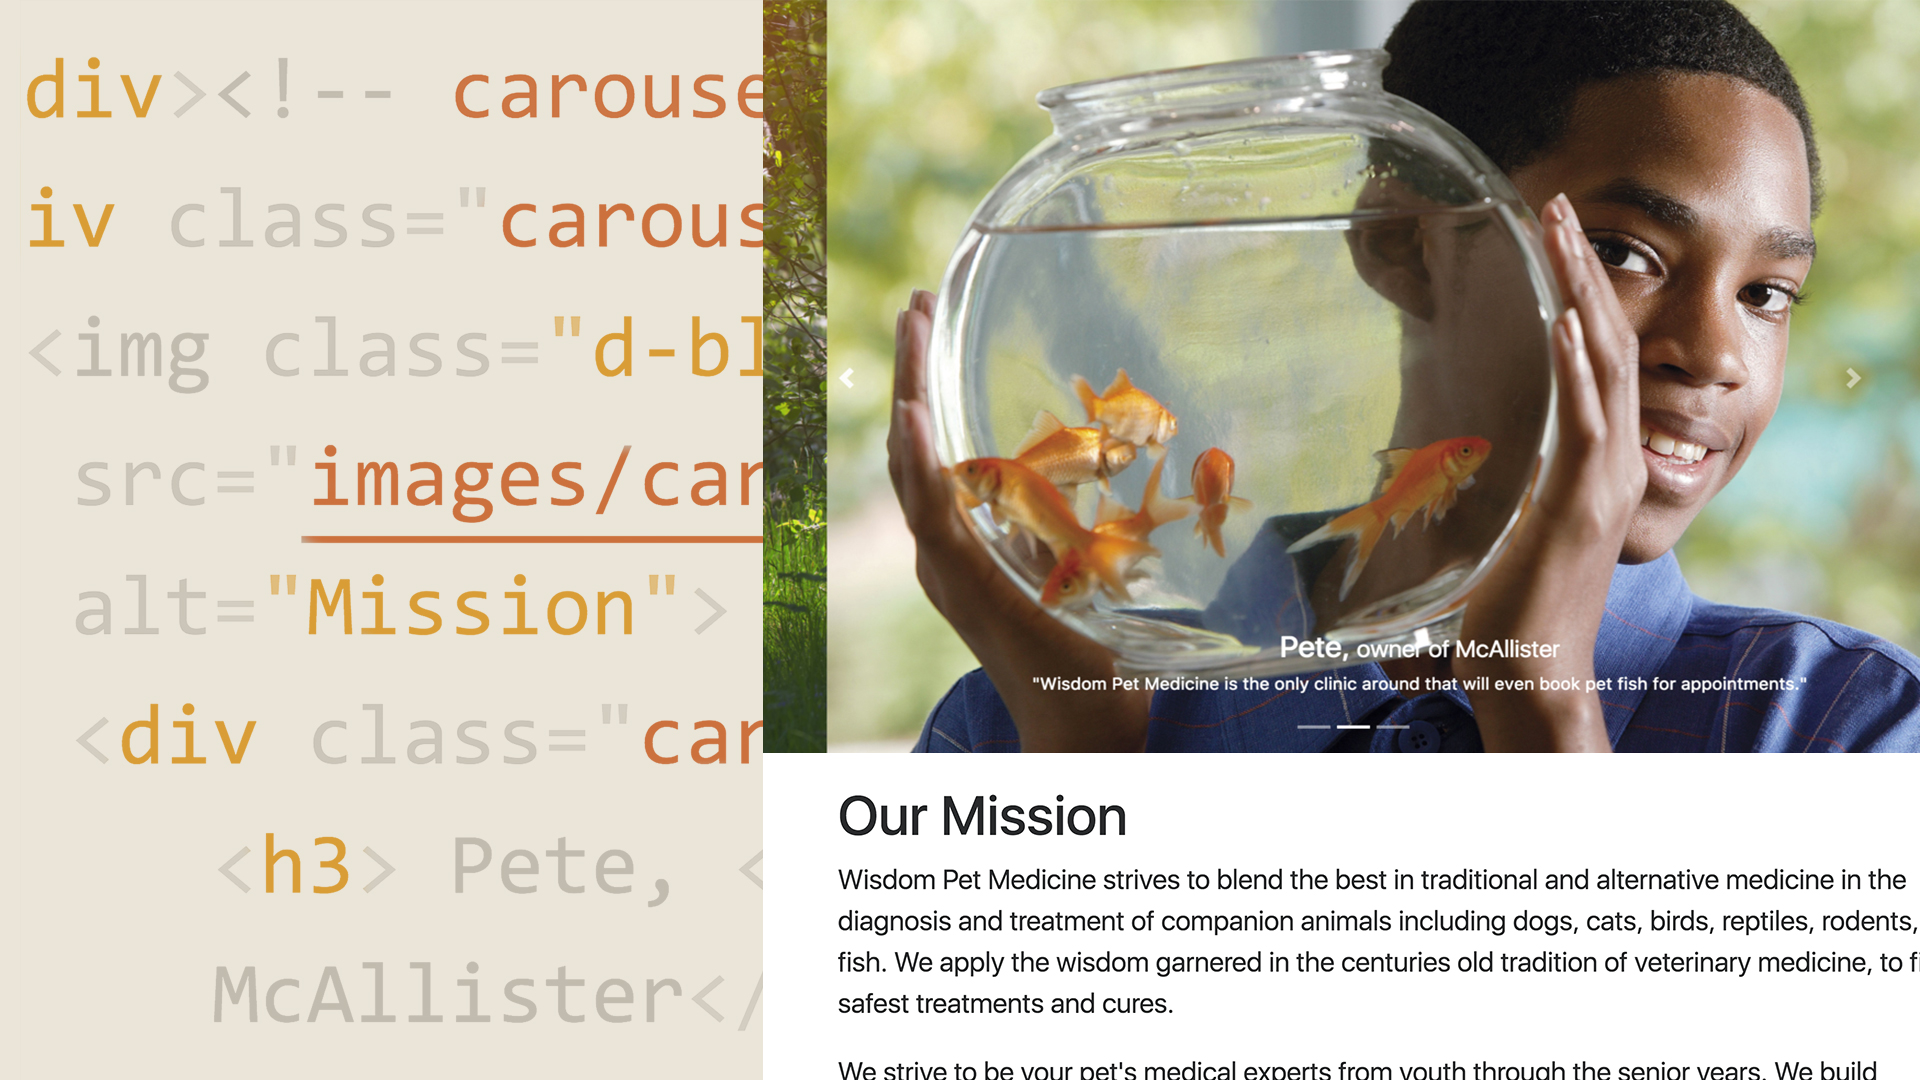 div><!-- carouse
iv class="carous
<img class="d-bl
src="images/car
alt="Mission">
<div class="car
<h3> Pete, <
McAllister</
Pete, owner of McAllister
"Wisdom Pet Medicine is the only clinic around that will even book pet fish for appointments."
Our Mission
Wisdom Pet Medicine strives to blend the best in traditional and alternative medicine in the
diagnosis and treatment of companion animals including dogs, cats, birds, reptiles, rodents,
fish. We apply the wisdom garnered in the centuries old tradition of veterinary medicine, to
safest treatments and cures.
We strive to be your pet's medical experts from youth through the senior years. We build